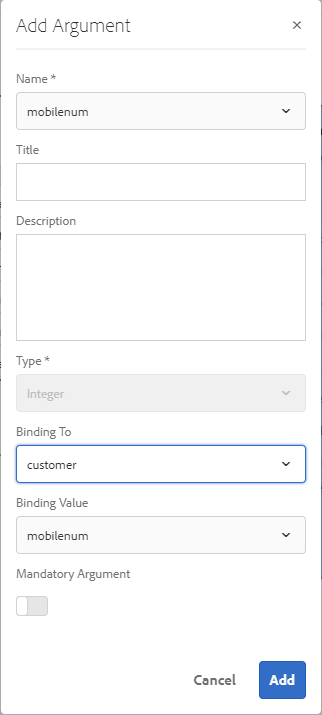 Add Argument
Name *
mobilenum
Title
Description
Type *
Integer
Binding To
customer
Binding Value
mobilenum
Mandatory Argument
Cancel Add